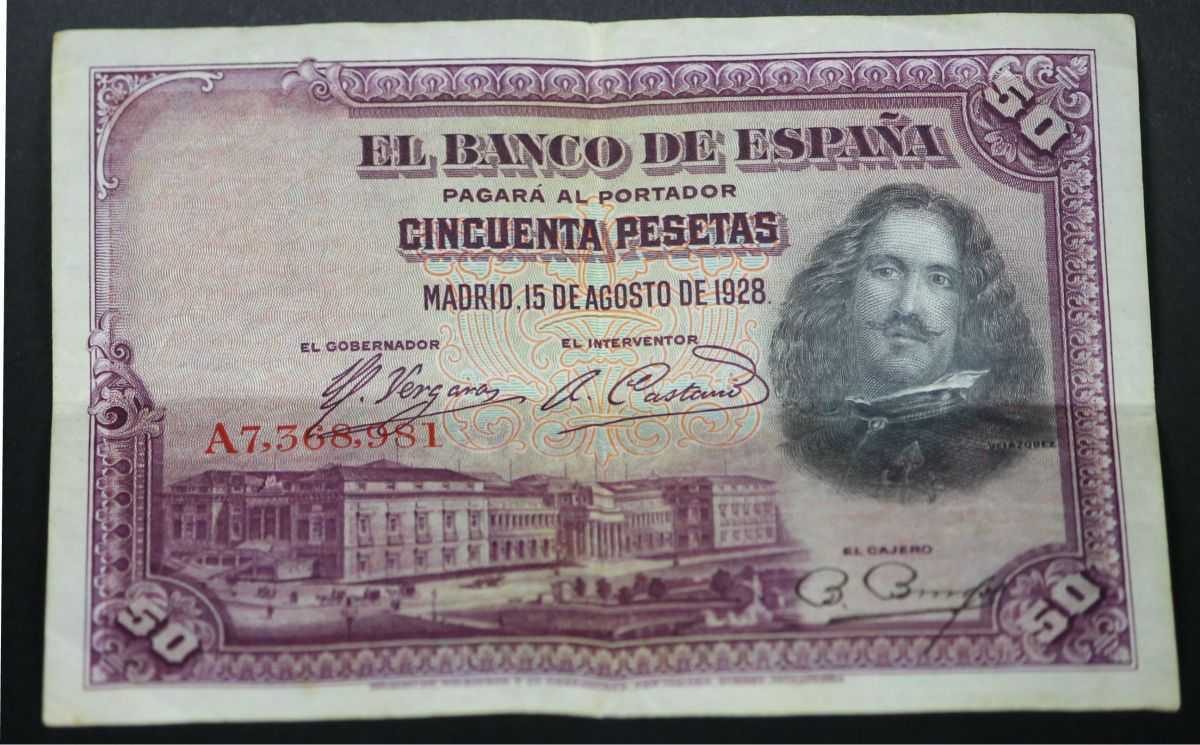 50
EL BANCO DE ESPAÑA
PAGARÁ AL PORTADOR
CINCUENTA PESETAS
MADRID, 15 DE AGOSTO DE 1928.
EL GOBERNADOR
EL INTERVENTOR
A7,368,981
VELAZQUEZ
EL CAJERO
50
50